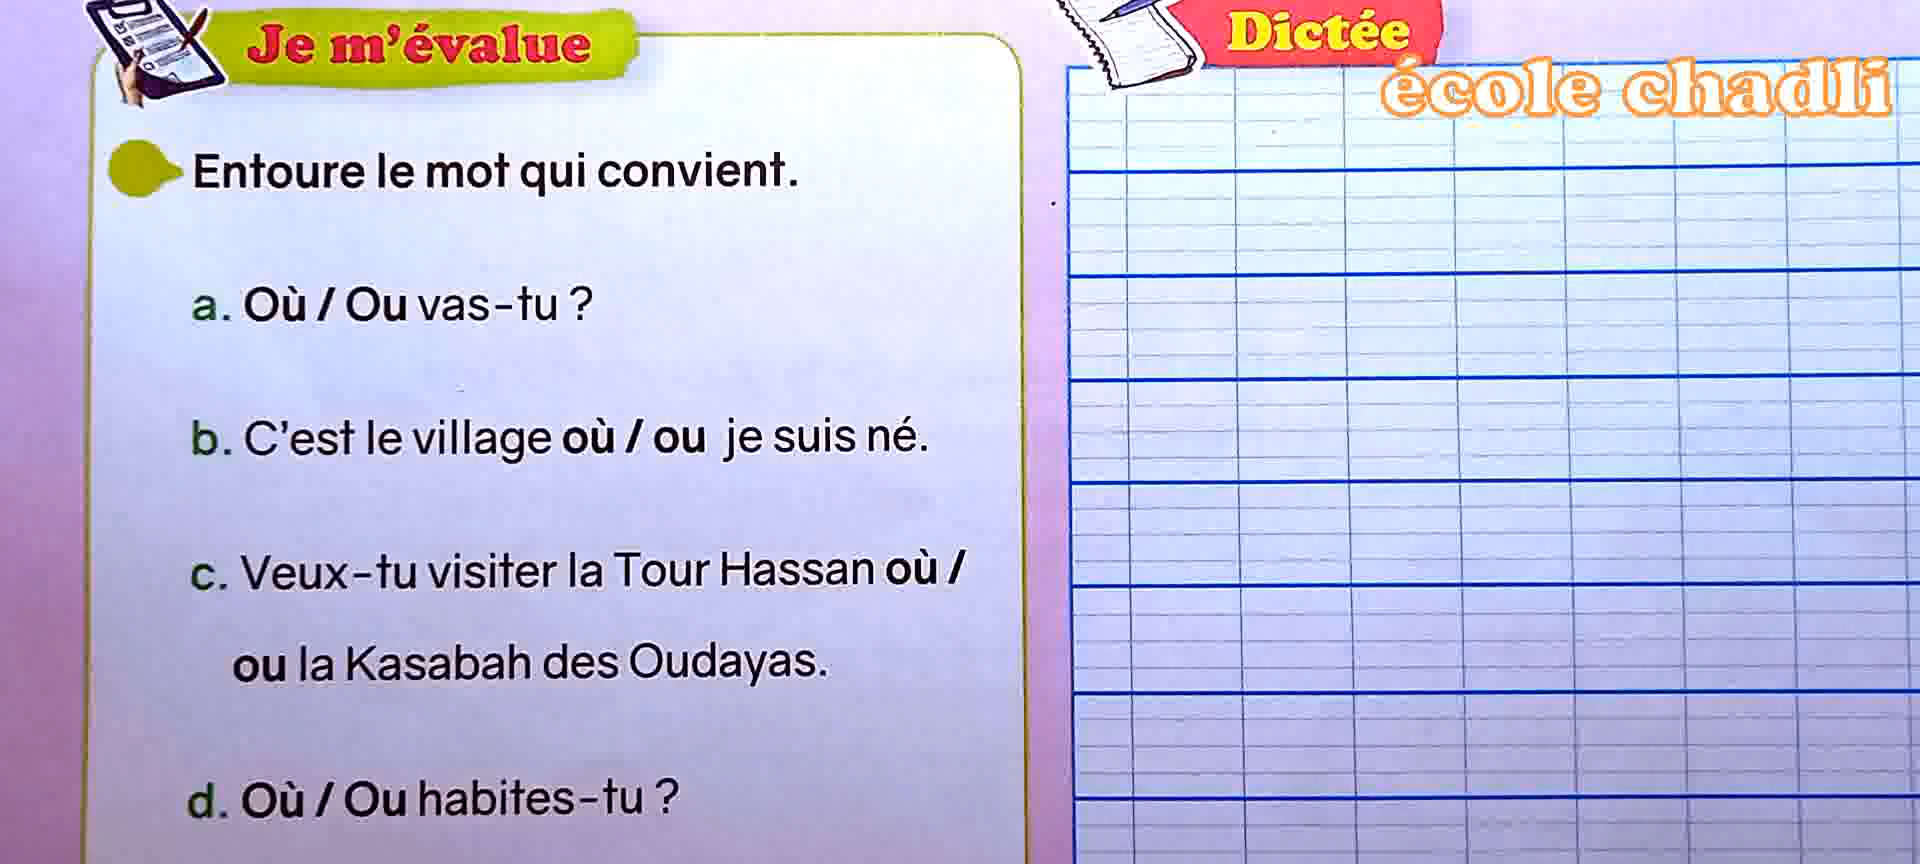 Je m'évalue
Entoure le mot qui convient.
a. Où / Ou vas-tu ?
b. C'est le village où / ou je suis né.
c. Veux-tu visiter la Tour Hassan où /
ou la Kasabah des Oudayas.
d. Où / Ou habites-tu ?
Dictée
école chadli